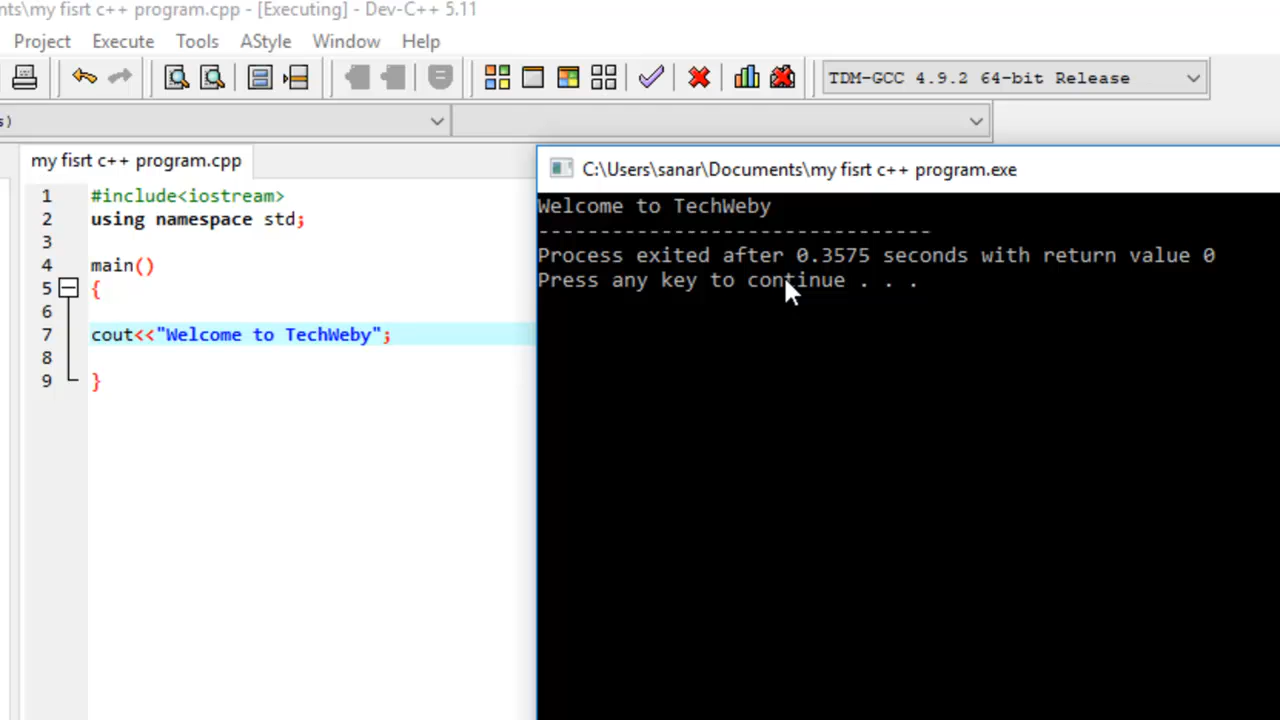 nts\my fisrt c++ program.cpp - [Executing] - Dev-C++ 5.11
Project Execute Tools AStyle Window Help
TDM-GCC 4.9.2 64-bit Release
s)
my fisrt c++ program.cpp
1 #include<iostream>
2 using namespace std;
3
4 main()
5 {
6
7 cout<<"Welcome to TechWeby";
8
9 }
C:\Users\sanar\Documents\my fisrt c++ program.exe
Welcome to TechWeby
--------------------------------
Process exited after 0.3575 seconds with return value 0
Press any key to continue . . .